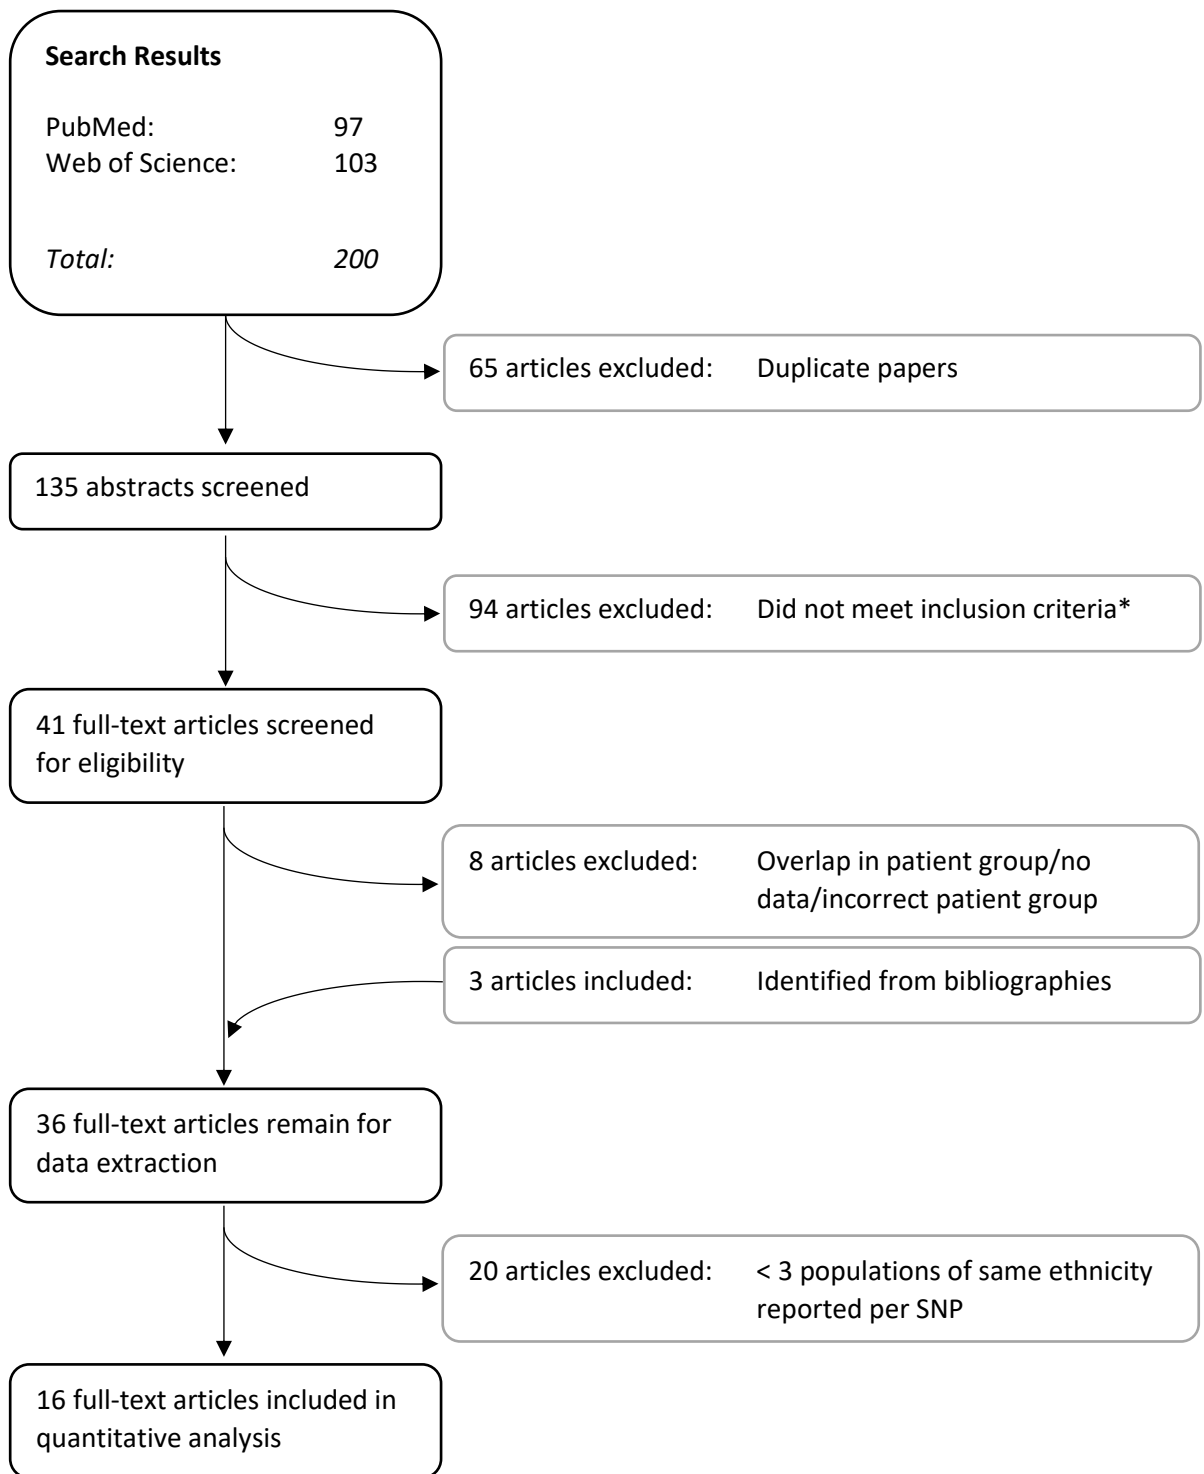 Search Results
PubMed: 97
Web of Science: 103
Total: 200
65 articles excluded: Duplicate papers
135 abstracts screened
94 articles excluded: Did not meet inclusion criteria*
41 full-text articles screened
for eligibility
8 articles excluded: Overlap in patient group/no
data/incorrect patient group
3 articles included: Identified from bibliographies
36 full-text articles remain for
data extraction
20 articles excluded: < 3 populations of same ethnicity
reported per SNP
16 full-text articles included in
quantitative analysis